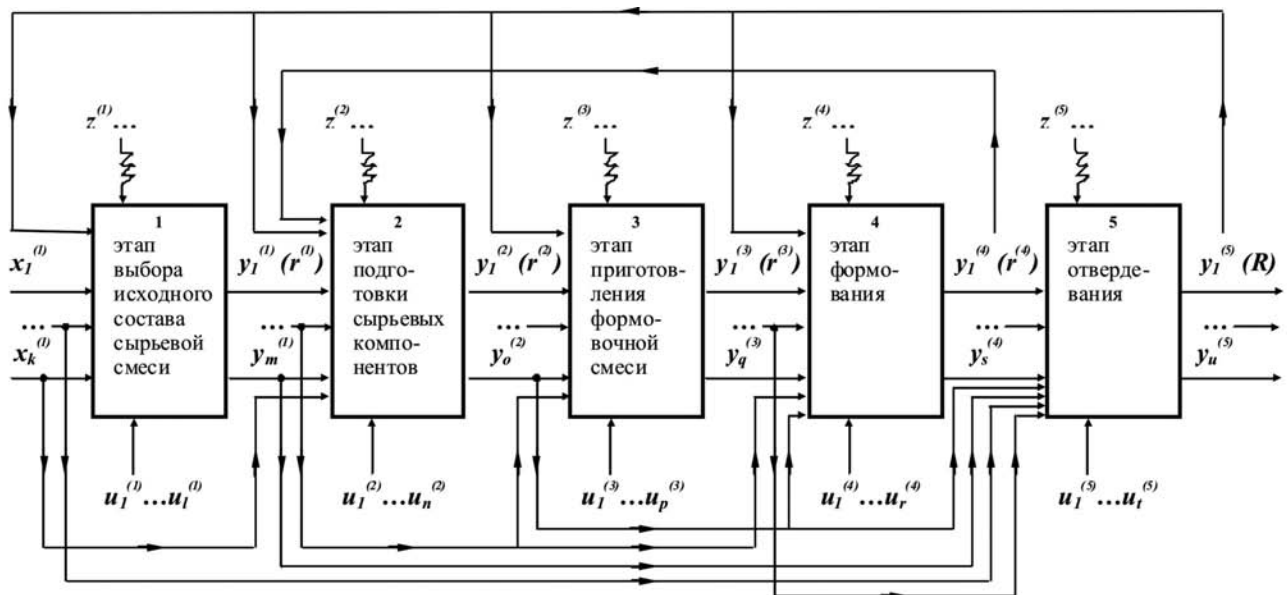 z⁽¹⁾...
z⁽²⁾...
z⁽³⁾...
z⁽⁴⁾...
z⁽⁵⁾...
1
этап
выбора
исходного
состава
сырьевой
смеси
2
этап
подго-
товки
сырьевых
компо-
нентов
3
этап
приготов-
ления
формо-
вочной
смеси
4
этап
формо-
вания
5
этап
отверде-
вания
x₁⁽¹⁾
...
xₖ⁽¹⁾
y₁⁽¹⁾ (r⁽¹⁾)
...
yₘ⁽¹⁾
y₁⁽²⁾ (r⁽²⁾)
...
yₒ⁽²⁾
y₁⁽³⁾ (r⁽³⁾)
...
y_q⁽³⁾
y₁⁽⁴⁾ (r⁽⁴⁾)
...
yₛ⁽⁴⁾
y₁⁽⁵⁾ (R)
...
yᵤ⁽⁵⁾
u₁⁽¹⁾...uₗ⁽¹⁾
u₁⁽²⁾...uₙ⁽²⁾
u₁⁽³⁾...uₚ⁽³⁾
u₁⁽⁴⁾...uᵣ⁽⁴⁾
u₁⁽⁵⁾...uₜ⁽⁵⁾